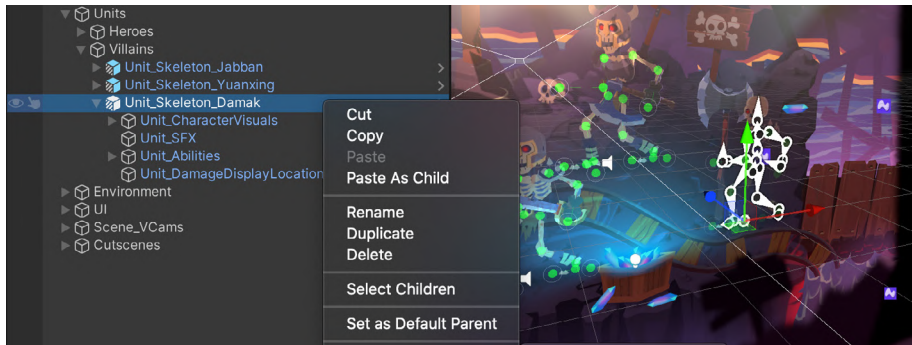 Units
Heroes
Villains
Unit_Skeleton_Jabban
Unit_Skeleton_Yuanxing
Unit_Skeleton_Damak
Unit_CharacterVisuals
Unit_SFX
Unit_Abilities
Unit_DamageDisplayLocation
Environment
UI
Scene_VCams
Cutscenes
Cut
Copy
Paste
Paste As Child
Rename
Duplicate
Delete
Select Children
Set as Default Parent